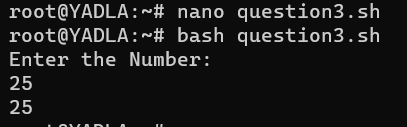 root@YADLA:~# nano question3.sh
root@YADLA:~# bash question3.sh
Enter the Number:
25
25